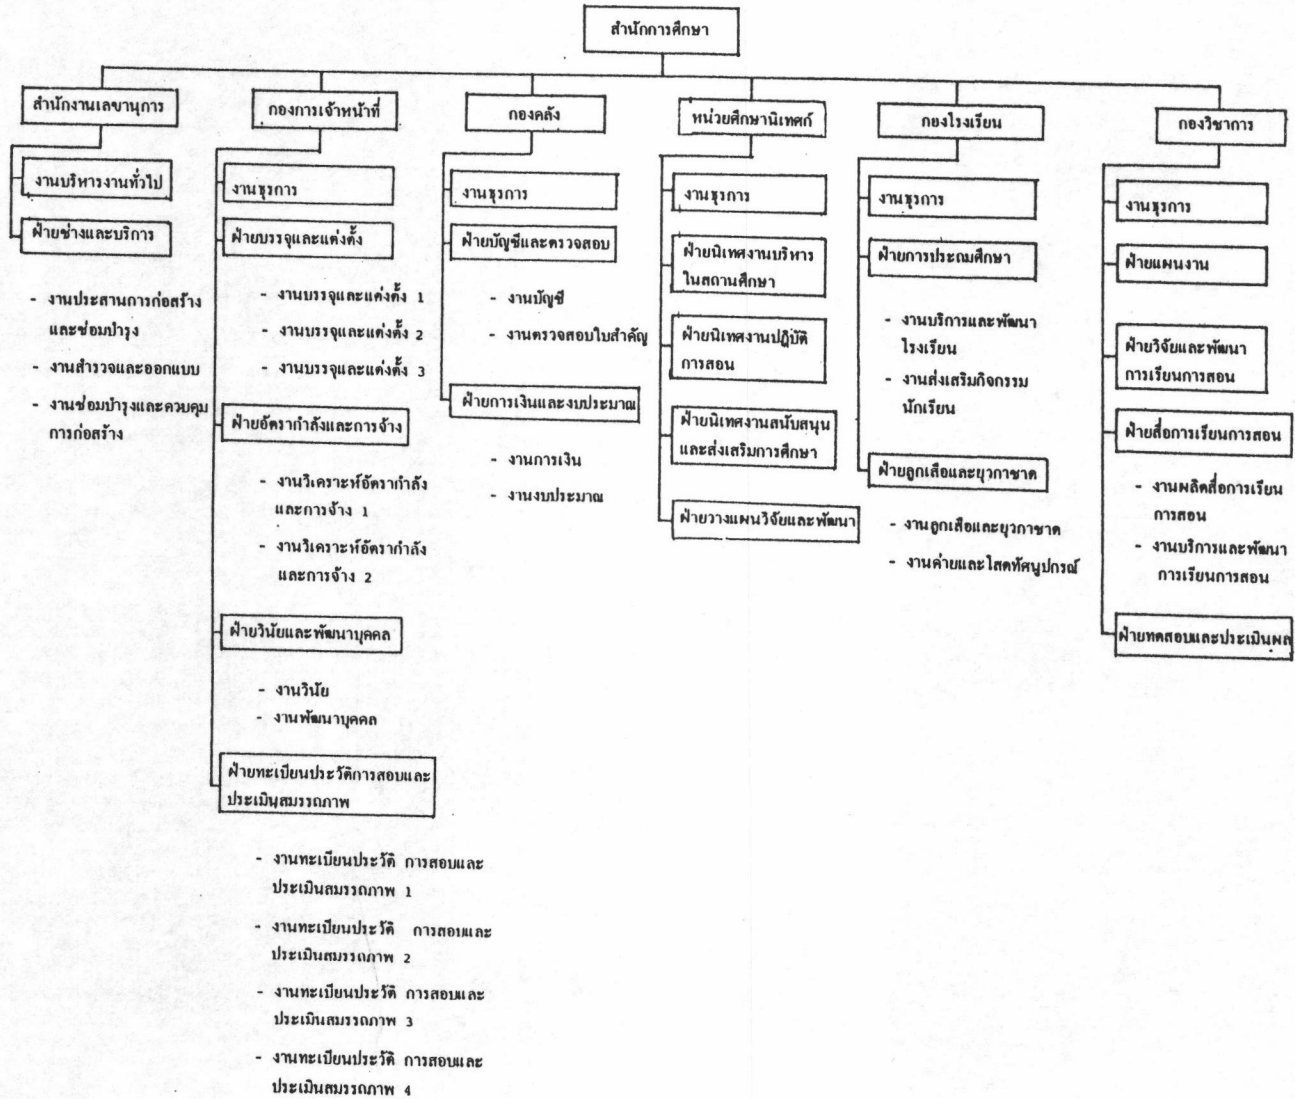 สำนักการศึกษา
สำนักงานเลขานุการ
งานบริหารงานทั่วไป
ฝ่ายช่างและบริการ
- งานประสานการก่อสร้าง
และซ่อมบำรุง
- งานสำรวจและออกแบบ
- งานซ่อมบำรุงและควบคุม
การก่อสร้าง
กองการเจ้าหน้าที่
งานธุรการ
ฝ่ายบรรจุและแต่งตั้ง
- งานบรรจุและแต่งตั้ง 1
- งานบรรจุและแต่งตั้ง 2
- งานบรรจุและแต่งตั้ง 3
ฝ่ายอัตรากำลังและการจ้าง
- งานวิเคราะห์อัตรากำลัง
และการจ้าง 1
- งานวิเคราะห์อัตรากำลัง
และการจ้าง 2
ฝ่ายวินัยและพัฒนาบุคคล
- งานวินัย
- งานพัฒนาบุคคล
ฝ่ายทะเบียนประวัติการสอบและ
ประเมินสมรรถภาพ
- งานทะเบียนประวัติ การสอบและ
ประเมินสมรรถภาพ 1
- งานทะเบียนประวัติ การสอบและ
ประเมินสมรรถภาพ 2
- งานทะเบียนประวัติ การสอบและ
ประเมินสมรรถภาพ 3
- งานทะเบียนประวัติ การสอบและ
ประเมินสมรรถภาพ 4
กองคลัง
งานธุรการ
ฝ่ายบัญชีและตรวจสอบ
- งานบัญชี
- งานตรวจสอบใบสำคัญ
ฝ่ายการเงินและงบประมาณ
- งานการเงิน
- งานงบประมาณ
หน่วยศึกษานิเทศก์
งานธุรการ
ฝ่ายนิเทศงานบริหาร
ในสถานศึกษา
ฝ่ายนิเทศงานปฏิบัติ
การสอน
ฝ่ายนิเทศงานสนับสนุน
และส่งเสริมการศึกษา
ฝ่ายวางแผนวิจัยและพัฒนา
กองโรงเรียน
งานธุรการ
ฝ่ายการประถมศึกษา
- งานบริการและพัฒนา
โรงเรียน
- งานส่งเสริมกิจกรรม
นักเรียน
ฝ่ายลูกเสือและยุวกาชาด
- งานลูกเสือและยุวกาชาด
- งานค่ายและโสตทัศนูปกรณ์
กองวิชาการ
งานธุรการ
ฝ่ายแผนงาน
ฝ่ายวิจัยและพัฒนา
การเรียนการสอน
ฝ่ายสื่อการเรียนการสอน
- งานผลิตสื่อการเรียน
การสอน
- งานบริการและพัฒนา
การเรียนการสอน
ฝ่ายทดสอบและประเมินผล